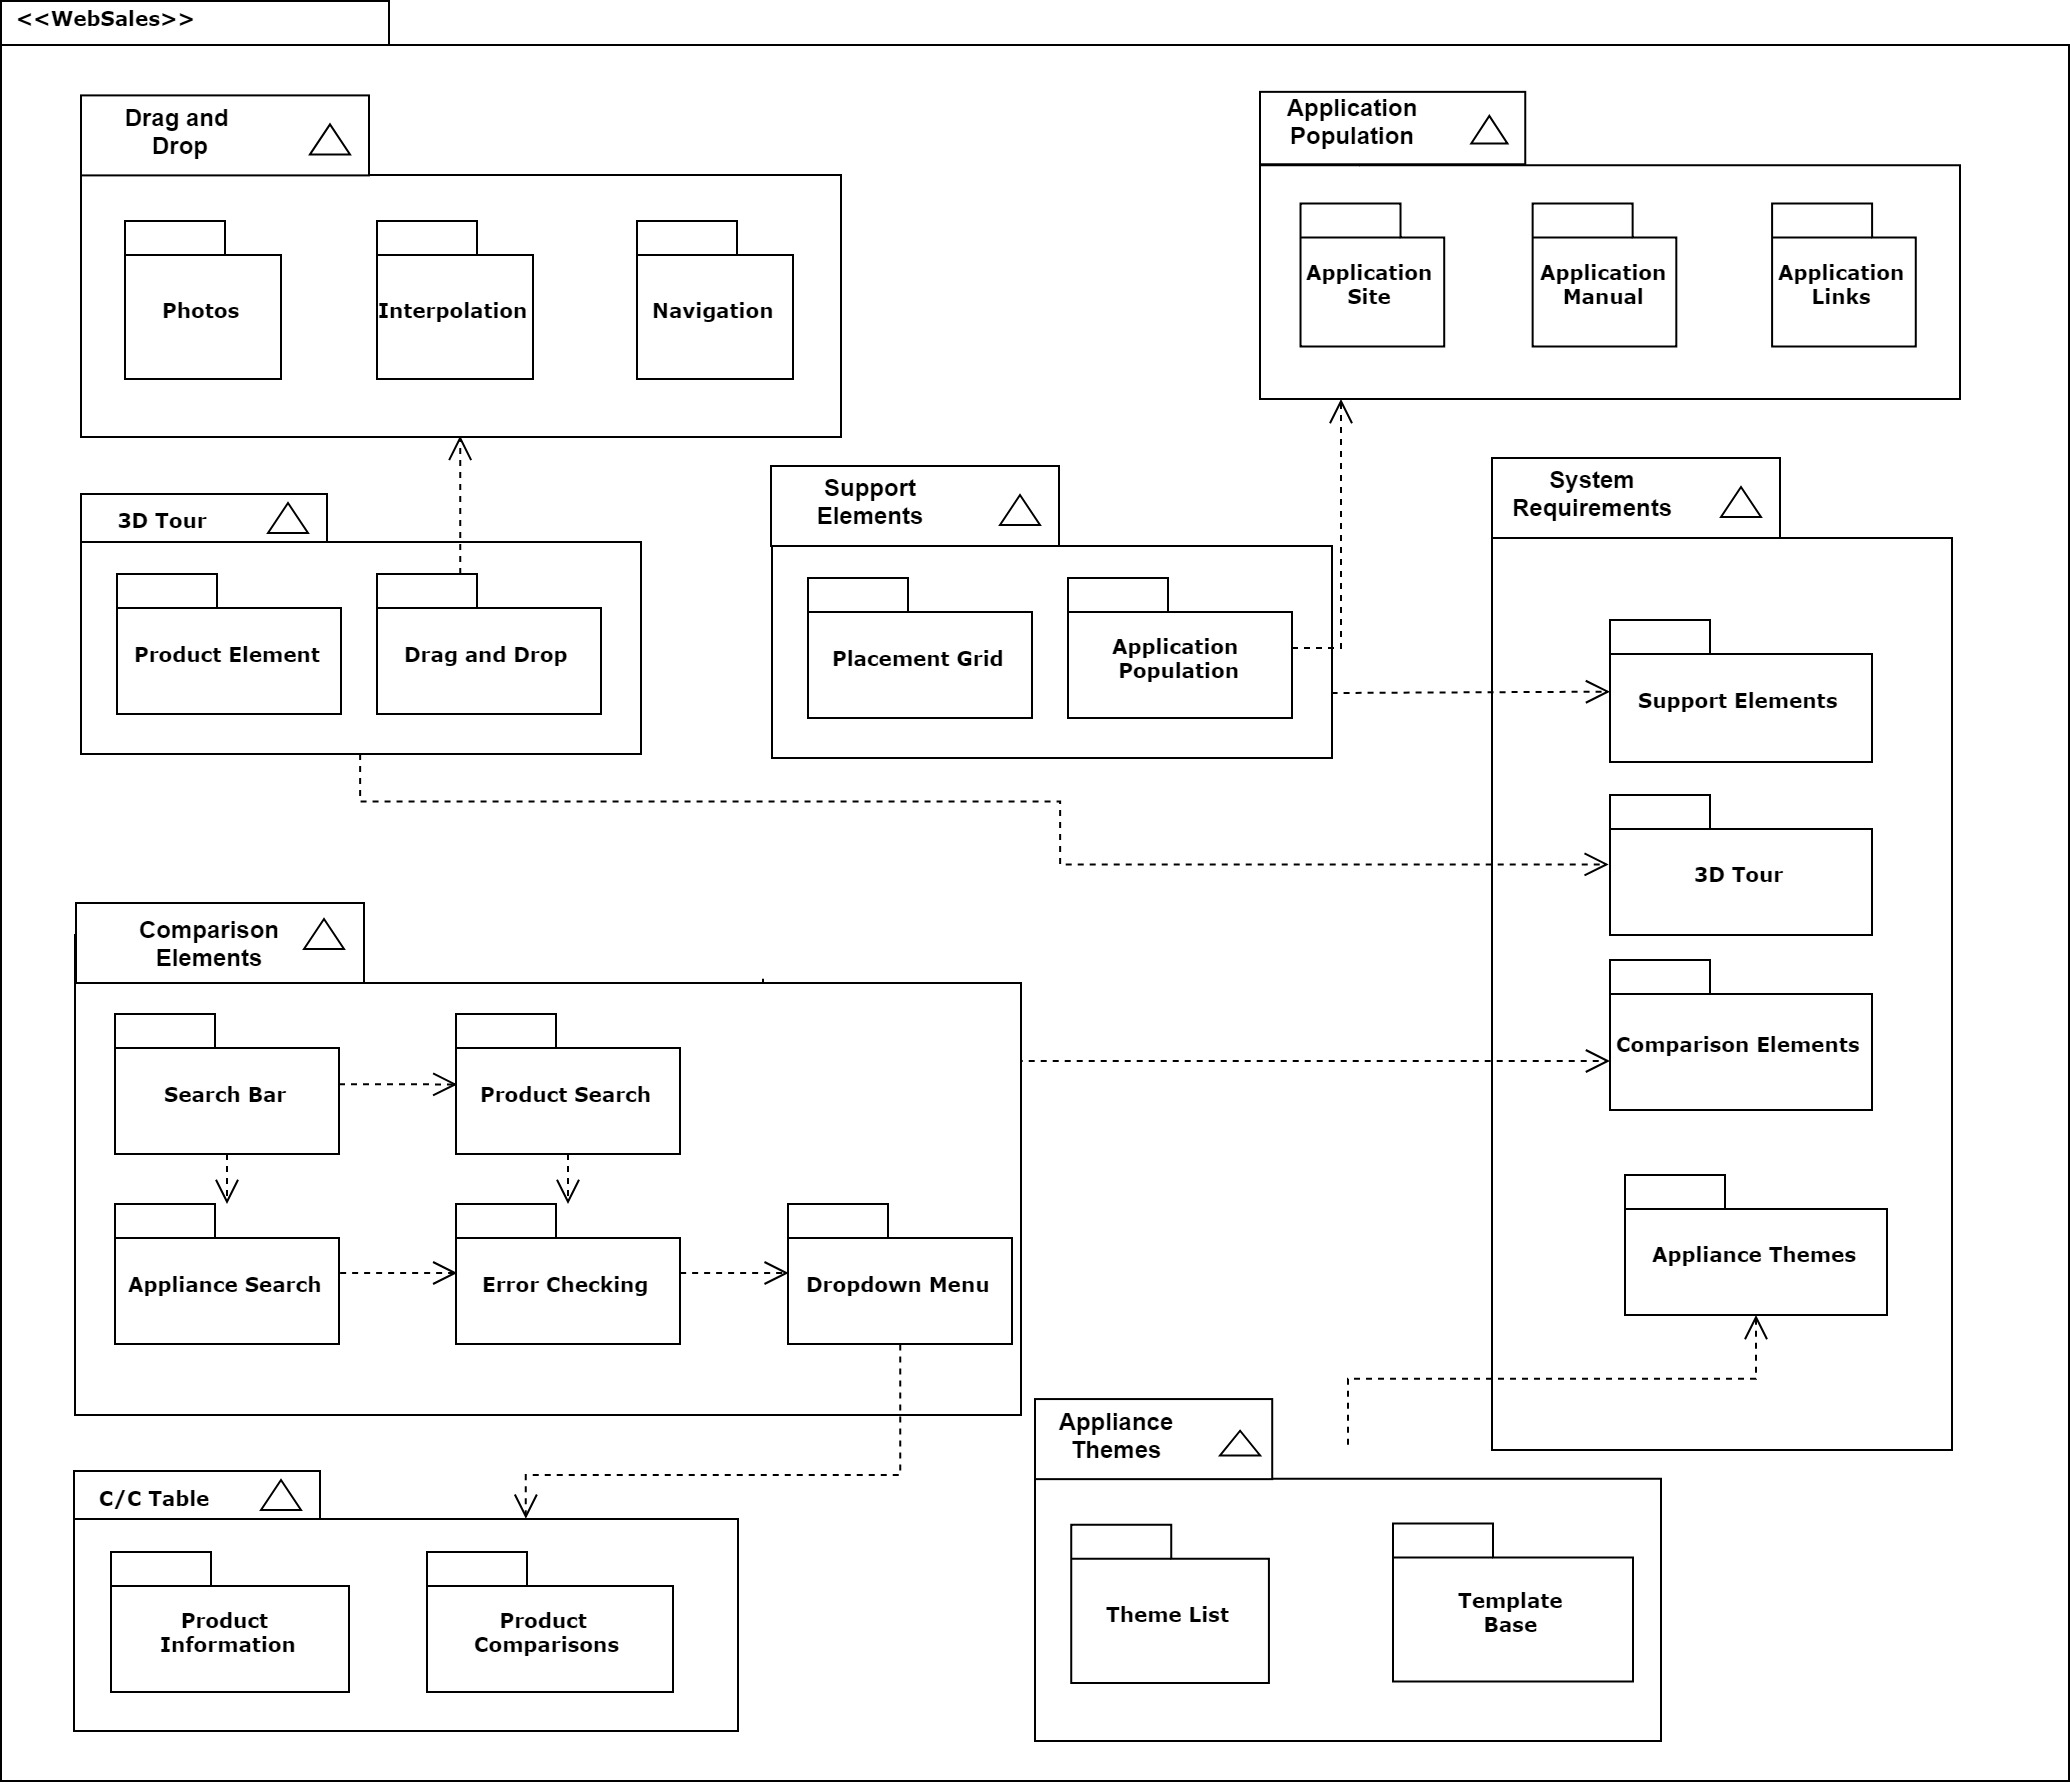 <<WebSales>>
Drag and
Drop
Photos
Interpolation
Navigation
Application
Population
Application
Site
Application
Manual
Application
Links
3D Tour
Product Element
Drag and Drop
Support
Elements
Placement Grid
Application
Population
System
Requirements
Support Elements
3D Tour
Comparison Elements
Appliance Themes
Comparison
Elements
Search Bar
Product Search
Appliance Search
Error Checking
Dropdown Menu
C/C Table
Product
Information
Product
Comparisons
Appliance
Themes
Theme List
Template
Base